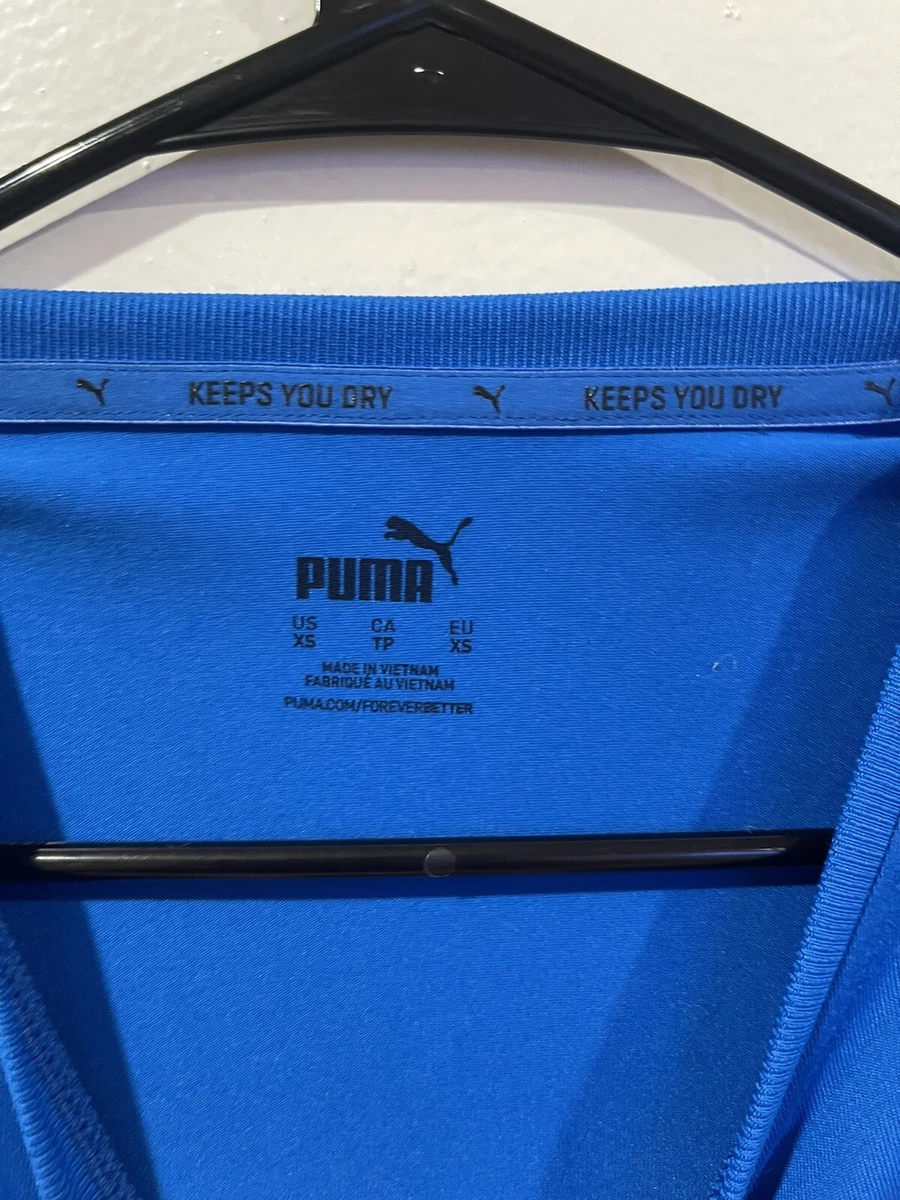 KEEPS YOU DRY KEEPS YOU DRY
PUMA
US CA EU
XS TP XS
MADE IN VIETNAM
FABRIQUÉ AU VIETNAM
PUMA.COM/FOREVERBETTER